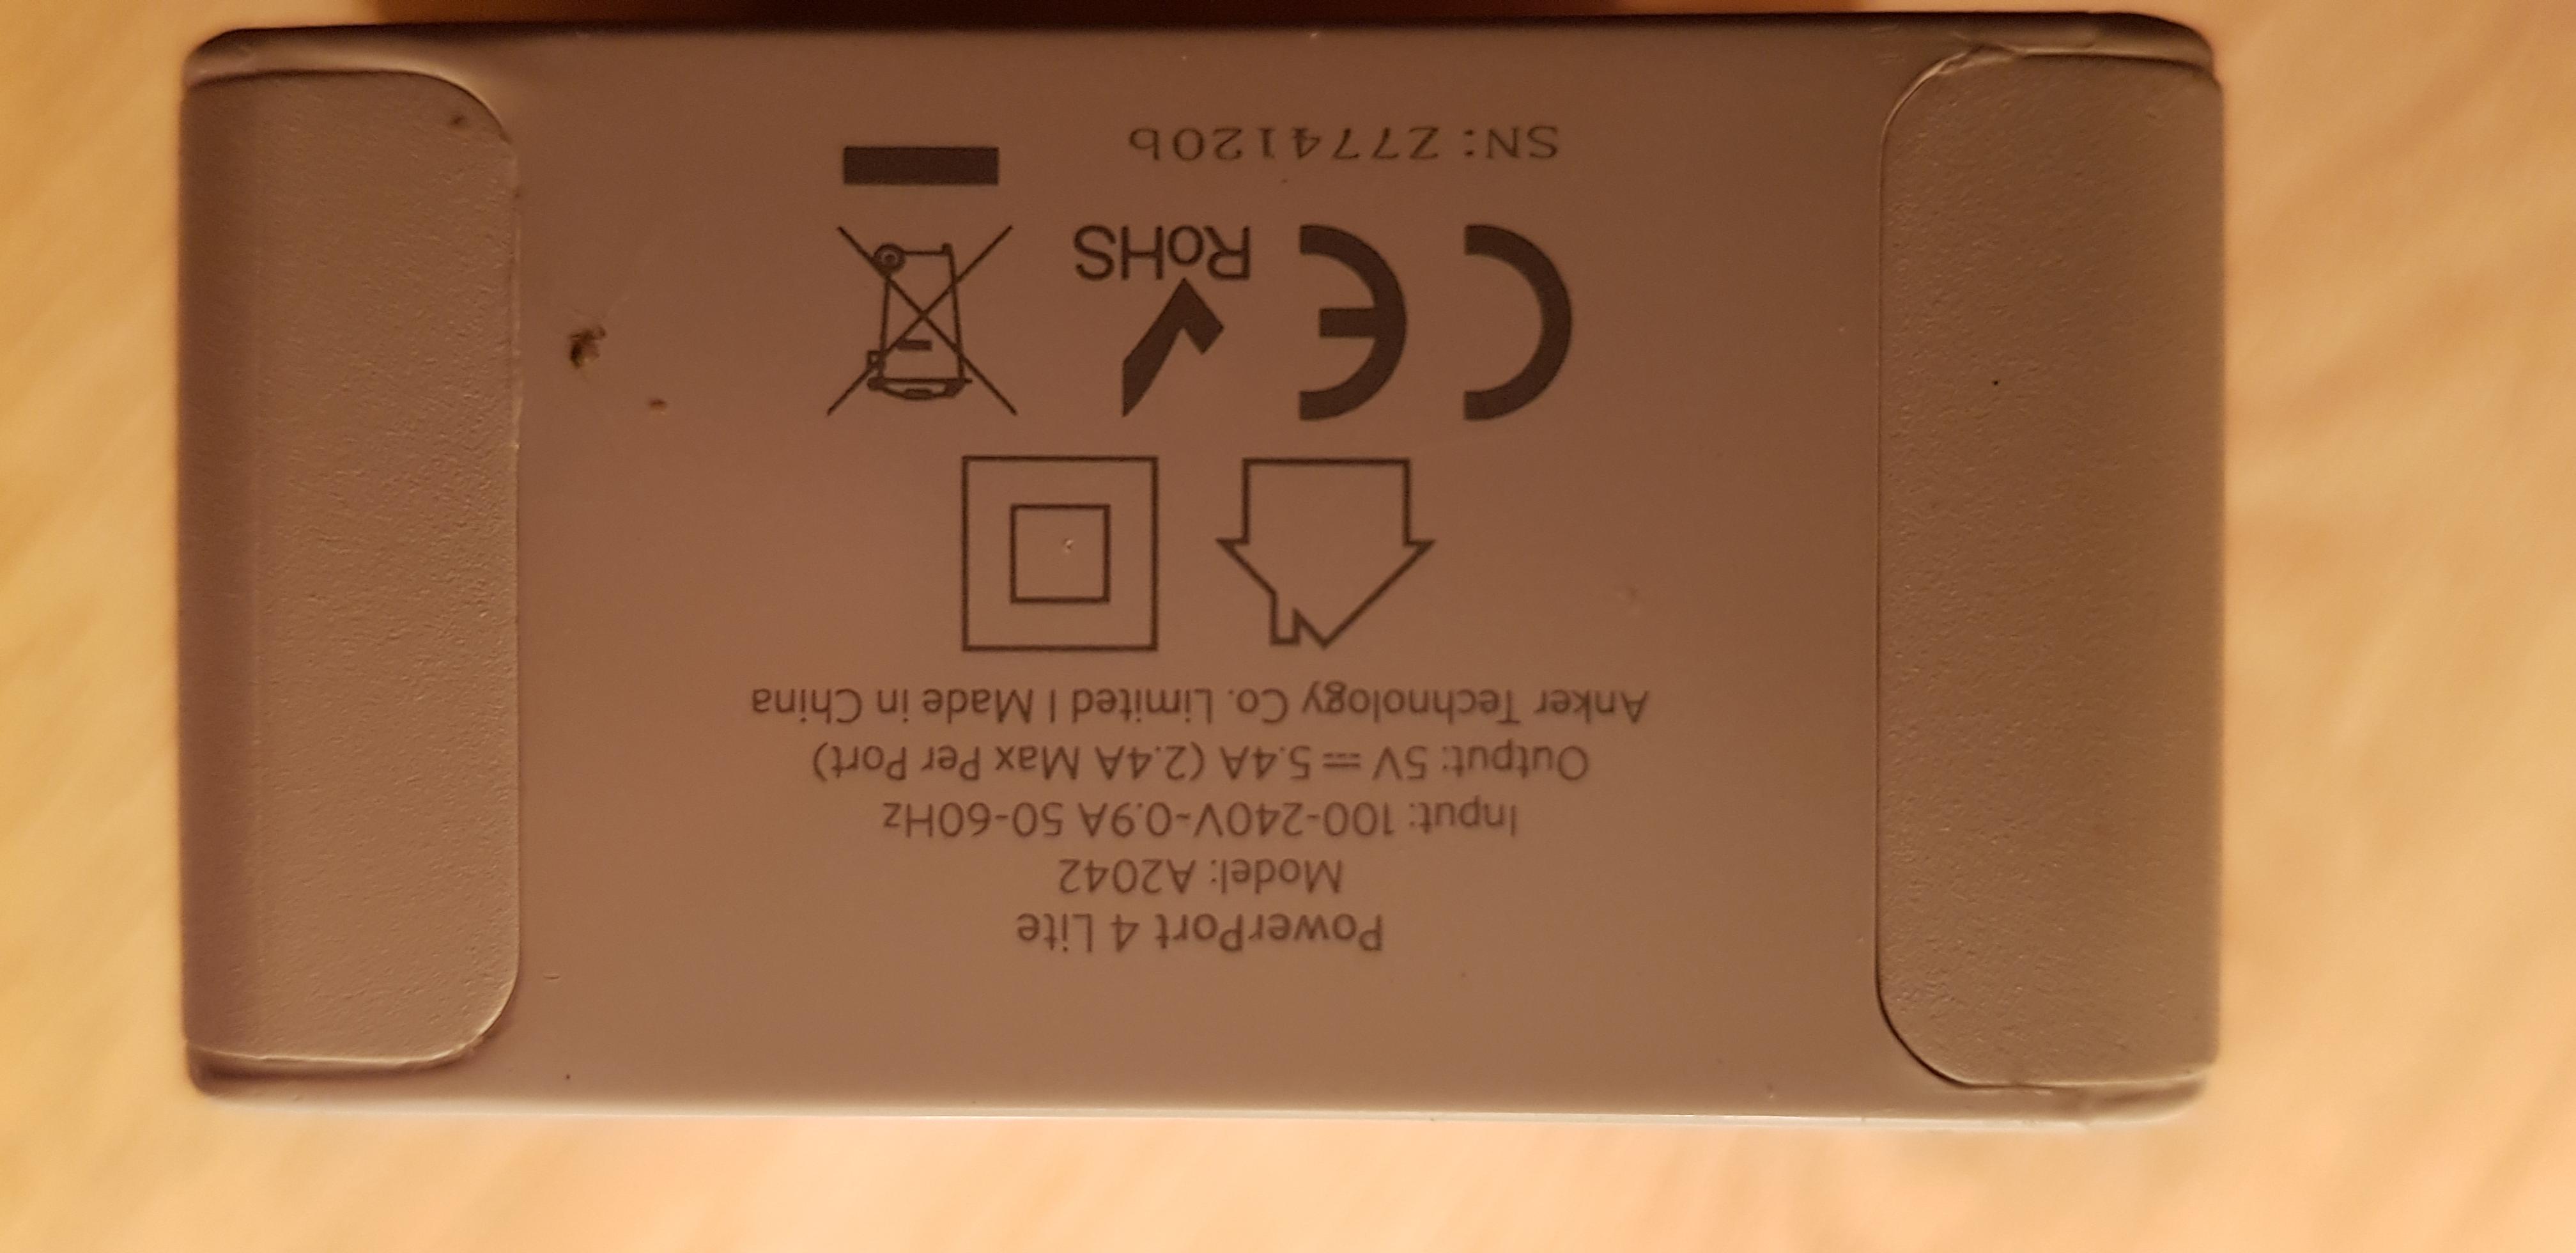 PowerPort 4 Lite
Model: A2042
Input: 100-240V~0.9A 50-60Hz
Output: 5V⎓5.4A (2.4A Max Per Port)
Anker Technology Co. Limited | Made in China
CE RoHS
SN: Z774120b